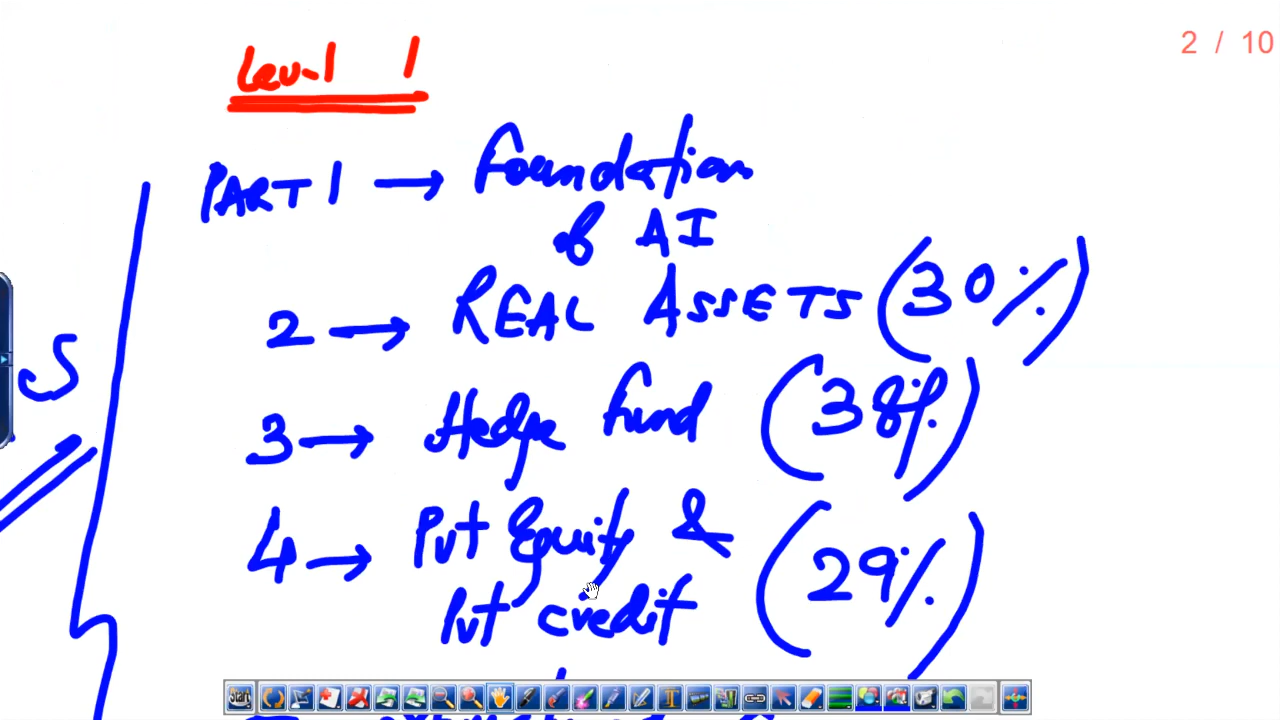 2 / 10
Level 1
PART 1 → Foundation
of AI
2 → REAL ASSETS (30%)
3 → Hedge Fund (38%)
4 → Pvt Equity &
Pvt credit (29%)
S
Start